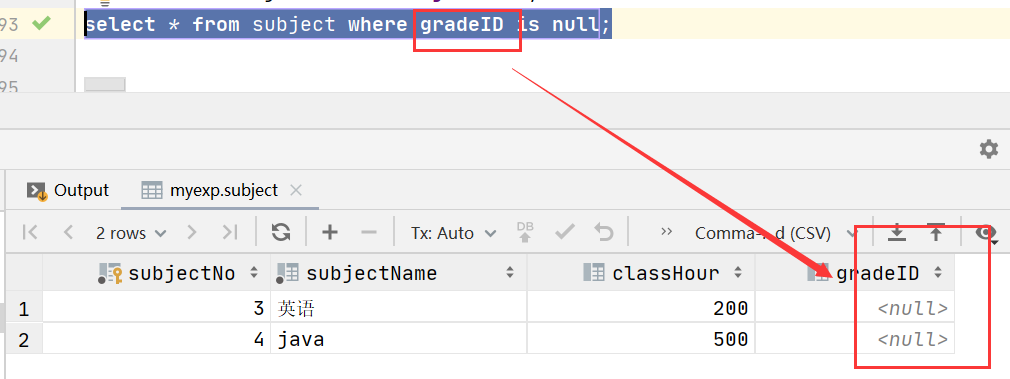 93 select * from subject where gradeID is null;
94
95
Output myexp.subject
2 rows Tx: Auto DB Comma-...d (CSV)
subjectNo subjectName classHour gradeID
1 3 英语 200 <null>
2 4 java 500 <null>